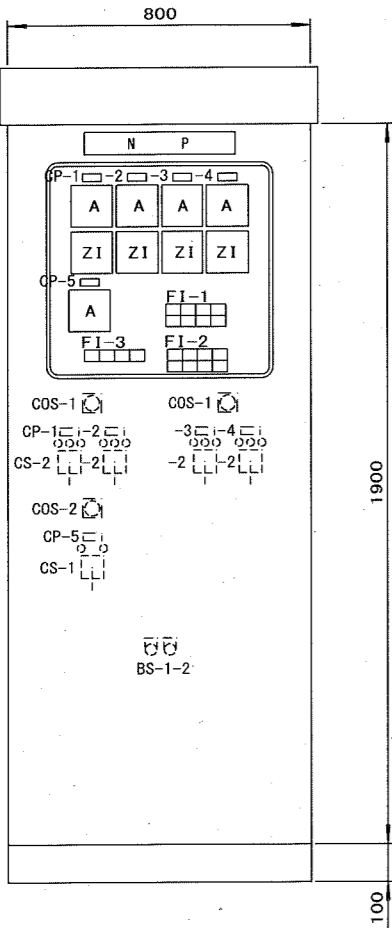 800
N P
CP-1 -2 -3 -4
A A A A
ZI ZI ZI ZI
CP-5
A
FI-1
FI-3 FI-2
COS-1 COS-1
CP-1 -2 -3 -4
CS-2 -2 -2 -2
COS-2
CP-5
CS-1
BS-1-2
1900
100